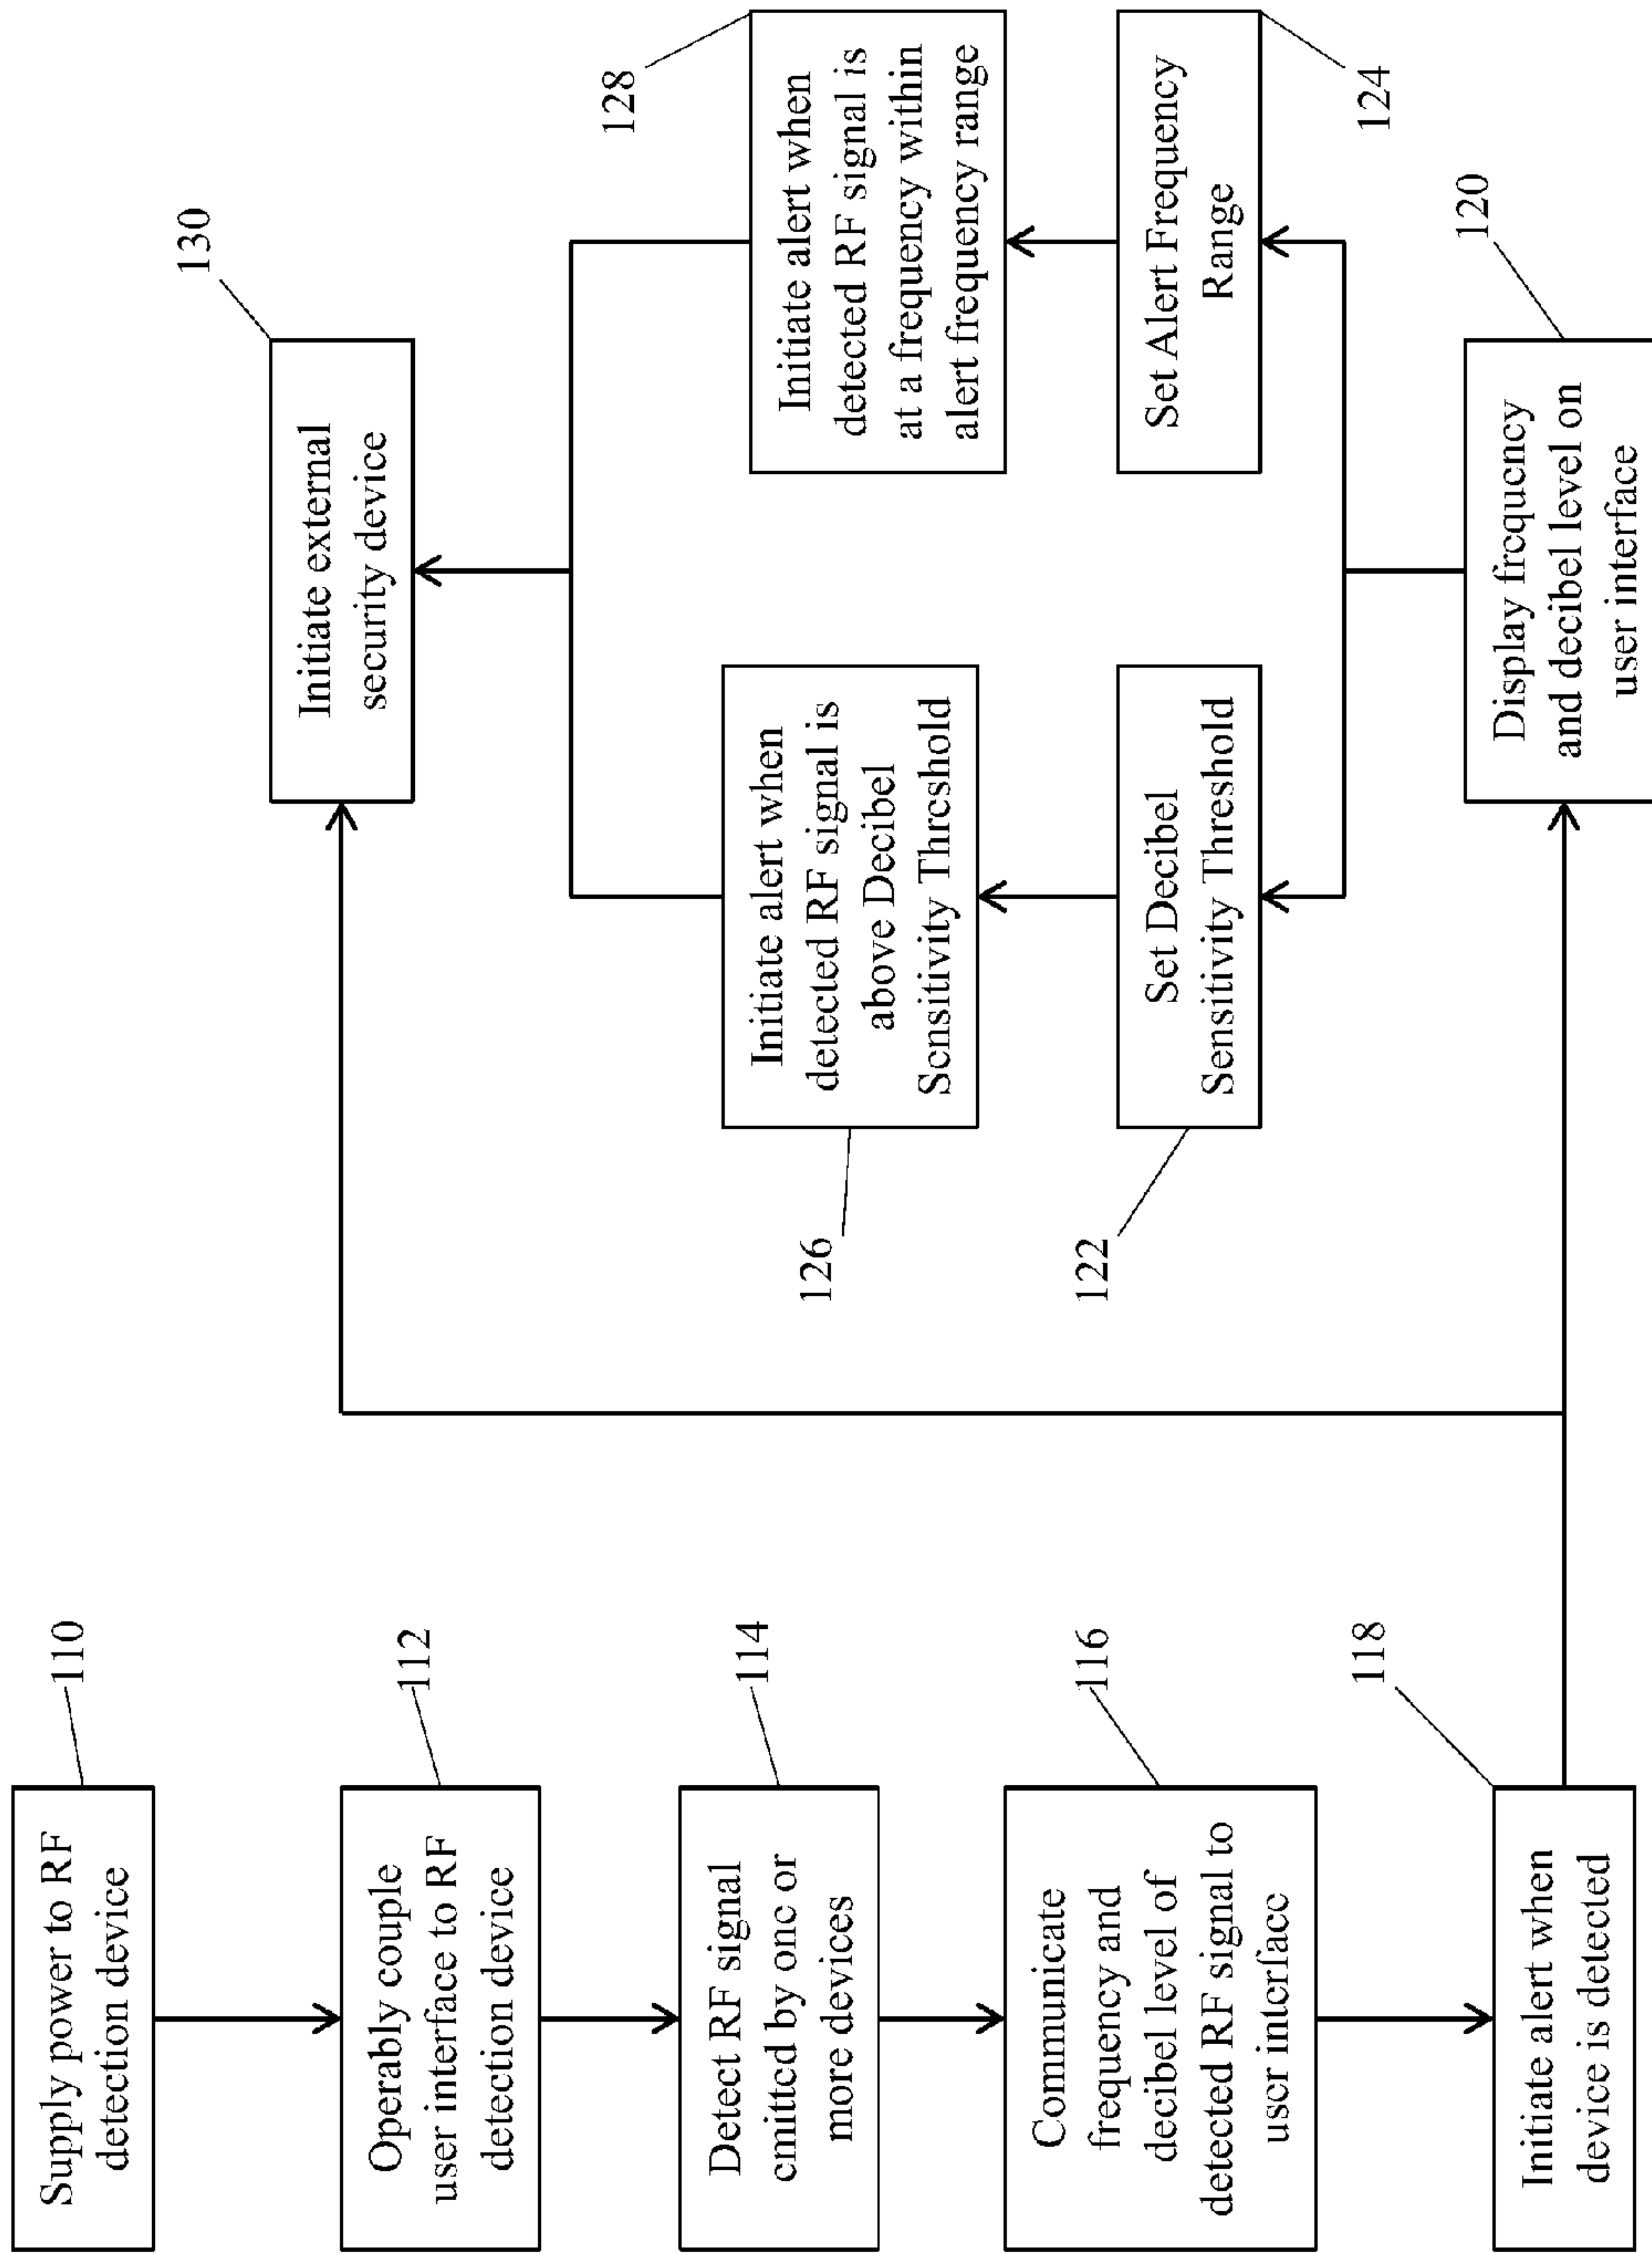 Supply power to RF
detection device
110
Operably couple
user interface to RF
detection device
112
Detect RF signal
emitted by one or
more devices
114
Communicate
frequency and
decibel level of
detected RF signal to
user interface
116
Initiate alert when
device is detected
118
Display frequency
and decibel level on
user interface
120
Set Decibel
Sensitivity Threshold
122
Set Alert Frequency
Range
124
Initiate alert when
detected RF signal is
above Decibel
Sensitivity Threshold
126
Initiate alert when
detected RF signal is
at a frequency within
alert frequency range
128
Initiate external
security device
130